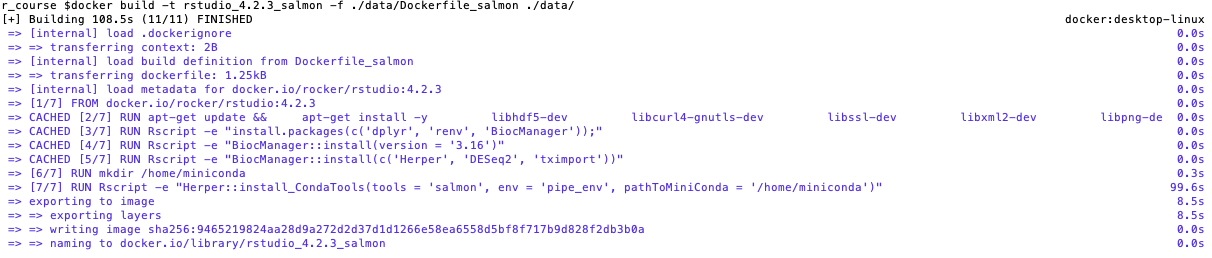 r_course $docker build -t rstudio_4.2.3_salmon -f ./data/Dockerfile_salmon ./data/
[+] Building 108.5s (11/11) FINISHED docker:desktop-linux
=> [internal] load .dockerignore 0.0s
=> => transferring context: 2B 0.0s
=> [internal] load build definition from Dockerfile_salmon 0.0s
=> => transferring dockerfile: 1.25kB 0.0s
=> [internal] load metadata for docker.io/rocker/rstudio:4.2.3 0.0s
=> [1/7] FROM docker.io/rocker/rstudio:4.2.3 0.0s
=> CACHED [2/7] RUN apt-get update && apt-get install -y libhdf5-dev libcurl4-gnutls-dev libssl-dev libxml2-dev libpng-de 0.0s
=> CACHED [3/7] RUN Rscript -e "install.packages(c('dplyr', 'renv', 'BiocManager'));" 0.0s
=> CACHED [4/7] RUN Rscript -e "BiocManager::install(version = '3.16')" 0.0s
=> CACHED [5/7] RUN Rscript -e "BiocManager::install(c('Herper', 'DESeq2', 'tximport'))" 0.0s
=> [6/7] RUN mkdir /home/miniconda 0.3s
=> [7/7] RUN Rscript -e "Herper::install_CondaTools(tools = 'salmon', env = 'pipe_env', pathToMiniConda = '/home/miniconda')" 99.6s
=> exporting to image 8.5s
=> => exporting layers 8.5s
=> => writing image sha256:9465219824aa28d9a272d2d37d1d1266e58ea6558d5bf8f717b9d828f2db3b0a 0.0s
=> => naming to docker.io/library/rstudio_4.2.3_salmon 0.0s